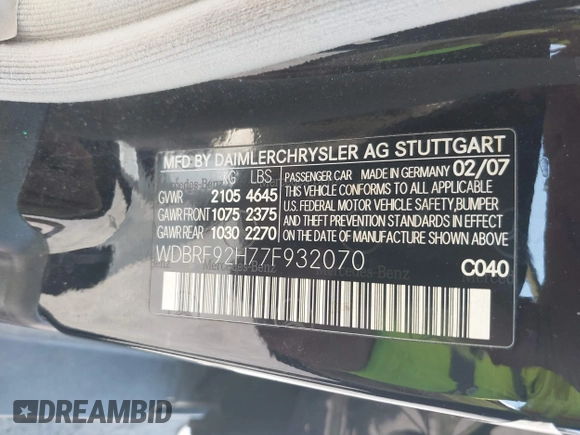 MFD BY DAIMLERCHRYSLER AG STUTTGART
KG LBS
GVWR 2105 4645
GAWR FRONT 1075 2375
GAWR REAR 1030 2270
PASSENGER CAR MADE IN GERMANY 02/07
THIS VEHICLE CONFORMS TO ALL APPLICABLE
U.S. FEDERAL MOTOR VEHICLE SAFETY,BUMPER
AND THEFT PREVENTION STANDARDS IN EFFECT
ON THE DATE OF MANUFACTURE SHOWN ABOVE.
WDBRF92H77F932070
C040
Mercedes-Benz
DREAMBID